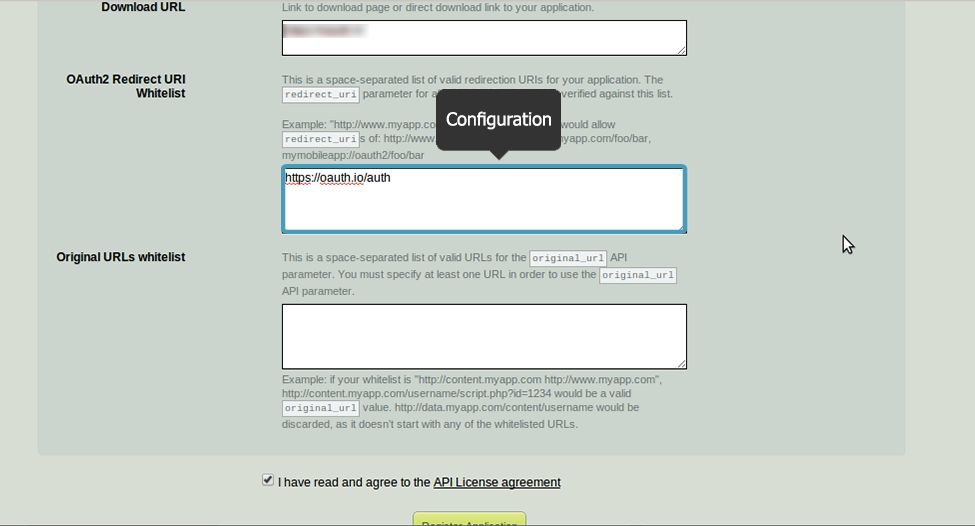 Download URL
Link to download page or direct download link to your application.
OAuth2 Redirect URI
Whitelist
This is a space-separated list of valid redirection URIs for your application. The
redirect_uri parameter for verified against this list.
Configuration
Example: "http://www.myapp.co would allow
redirect_uris of: http://www. myapp.com/foo/bar,
mymobileapp://oauth2/foo/bar
https://oauth.io/auth
Original URLs whitelist
This is a space-separated list of valid URLs for the original_url API
parameter. You must specify at least one URL in order to use the original_url
API parameter.
Example: if your whitelist is "http://content.myapp.com http://www.myapp.com",
http://content.myapp.com/username/script.php?id=1234 would be a valid
original_url value. http://data.myapp.com/content/username would be
discarded, as it doesn't start with any of the whitelisted URLs.
I have read and agree to the API License agreement
Register Application